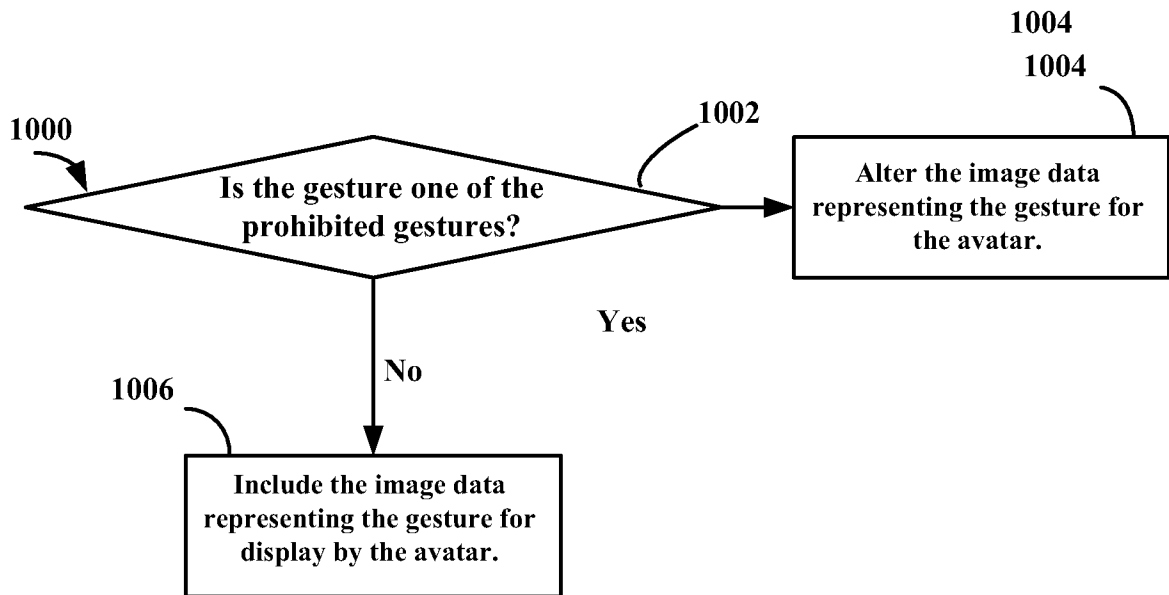 1004
1004
1000
1002
Is the gesture one of the
prohibited gestures?
Alter the image data
representing the gesture for
the avatar.
Yes
No
1006
Include the image data
representing the gesture for
display by the avatar.